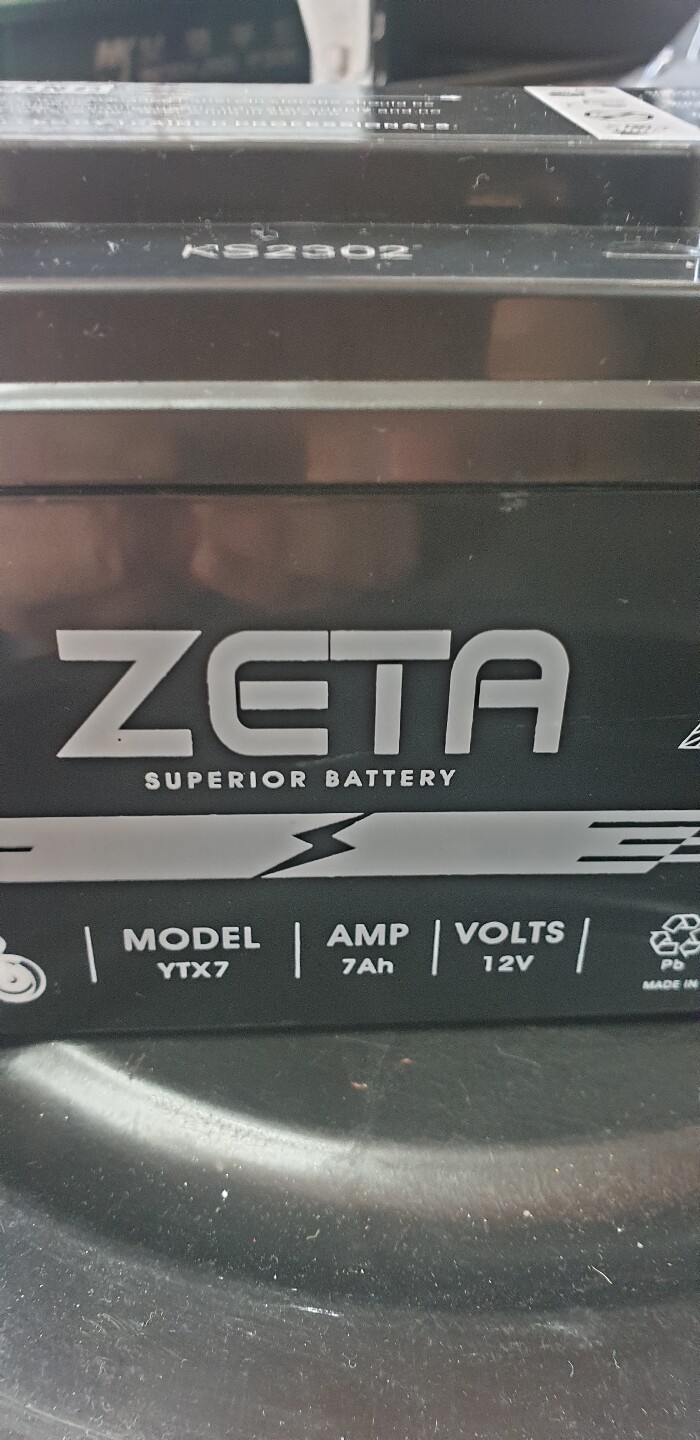 KS2302
ZETA
SUPERIOR BATTERY
MODEL
YTX7
AMP
7Ah
VOLTS
12V
Pb
MADE IN